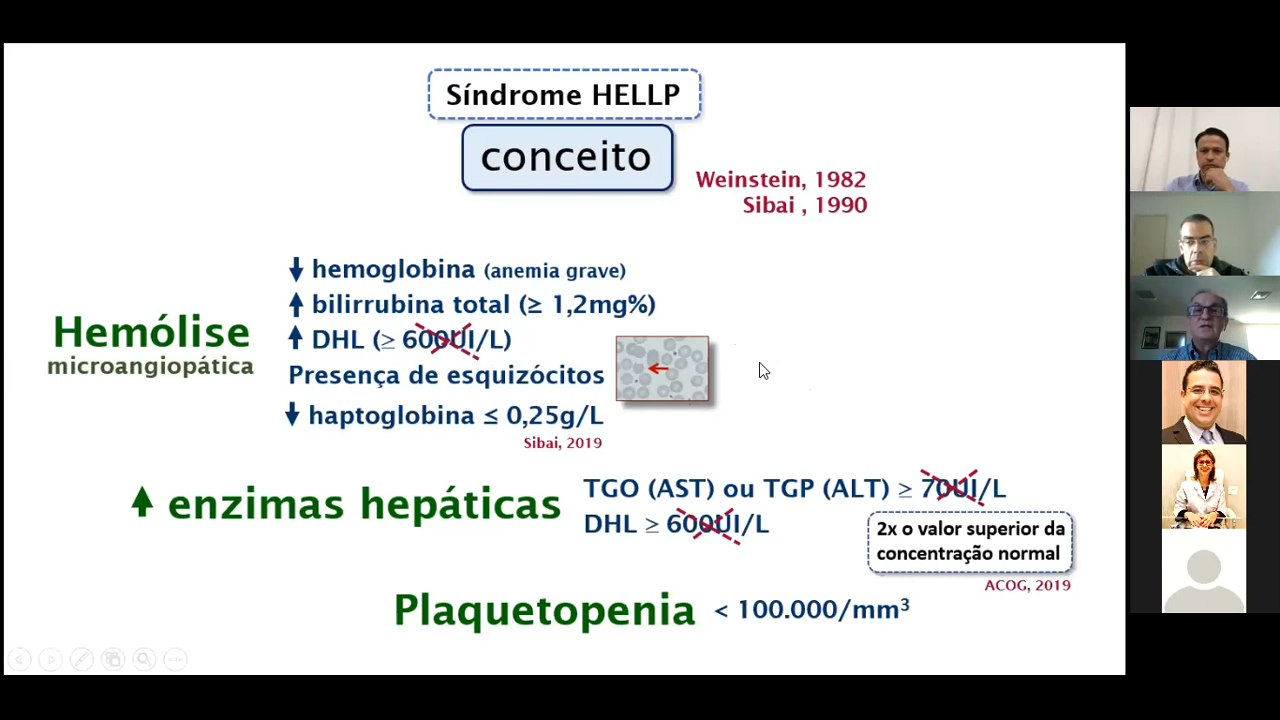 Síndrome HELLP
conceito
Weinstein, 1982
Sibai , 1990
Hemólise
microangiopática
hemoglobina (anemia grave)
bilirrubina total (≥ 1,2mg%)
DHL (≥ 600UI/L)
Presença de esquizócitos
haptoglobina ≤ 0,25g/L
Sibai, 2019
enzimas hepáticas
TGO (AST) ou TGP (ALT) ≥ 70UI/L
DHL ≥ 600UI/L
2x o valor superior da
concentração normal
ACOG, 2019
Plaquetopenia < 100.000/mm³